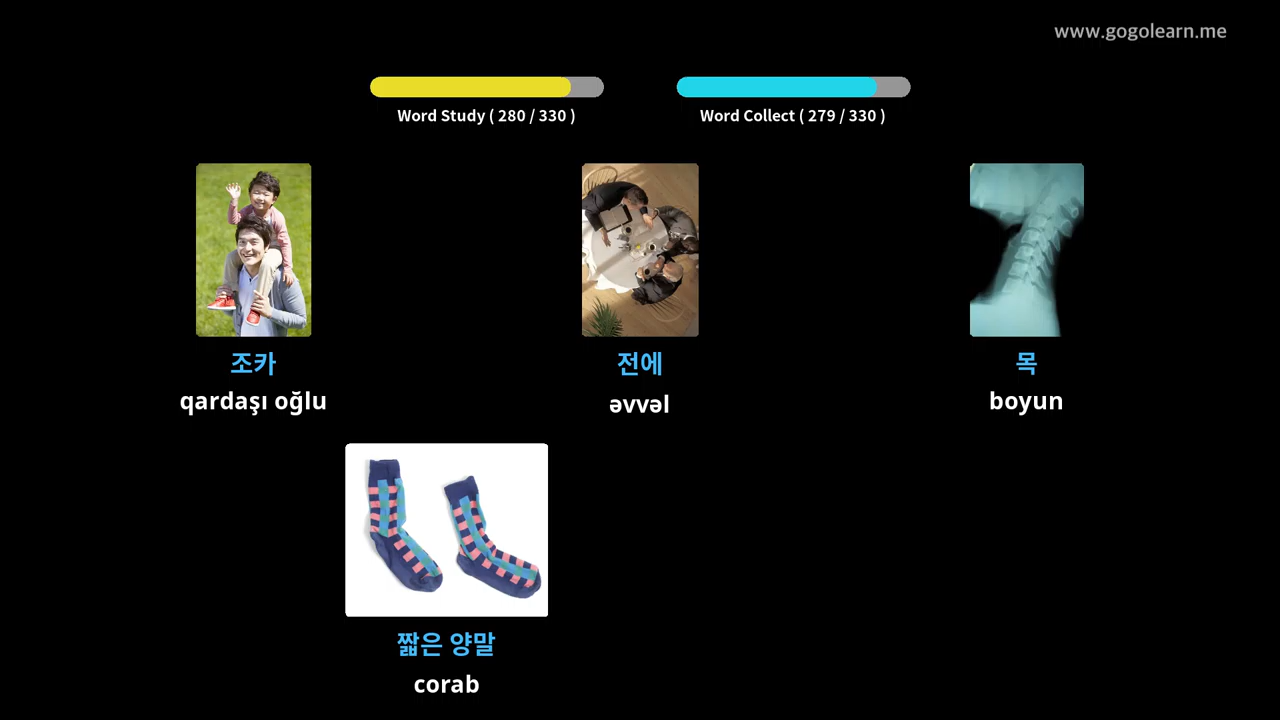 www.gogolearn.me
Word Study ( 280 / 330 )
Word Collect ( 279 / 330 )
조카
전에
목
qardaşı oğlu
əvvəl
boyun
짧은 양말
corab